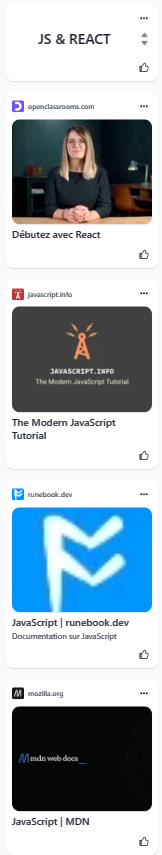 JS & REACT
openclassrooms.com
Débutez avec React
javascript.info
JAVASCRIPT.INFO
The Modern JavaScript Tutorial
The Modern JavaScript
Tutorial
runebook.dev
JavaScript | runebook.dev
Documentation sur JavaScript
mozilla.org
mdn web docs_
JavaScript | MDN